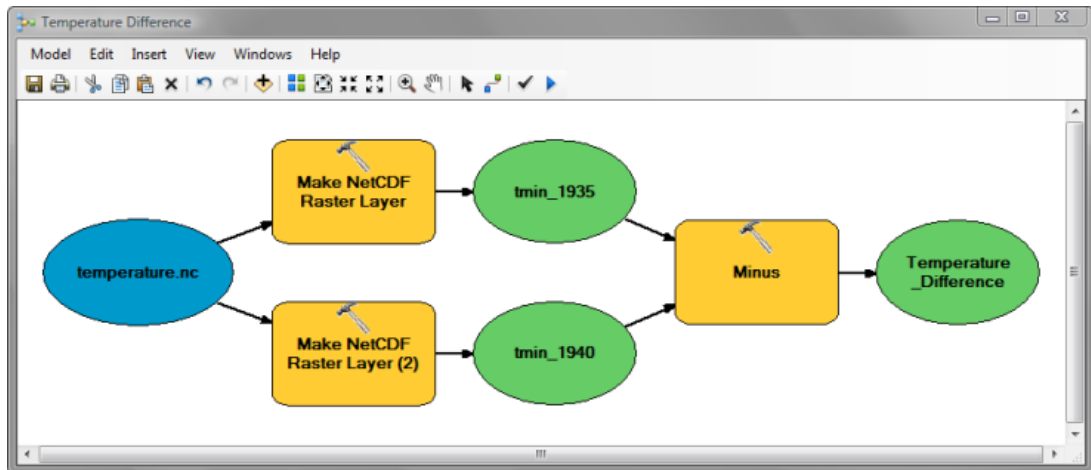 Temperature Difference
Model Edit Insert View Windows Help
Make NetCDF
Raster Layer
tmin_1935
temperature.nc
Minus
Temperature
_Difference
Make NetCDF
Raster Layer (2)
tmin_1940